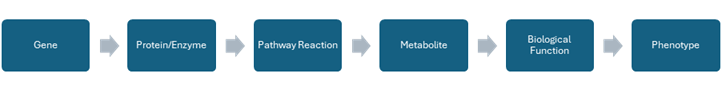 Gene
Protein/Enzyme
Pathway Reaction
Metabolite
Biological
Function
Phenotype